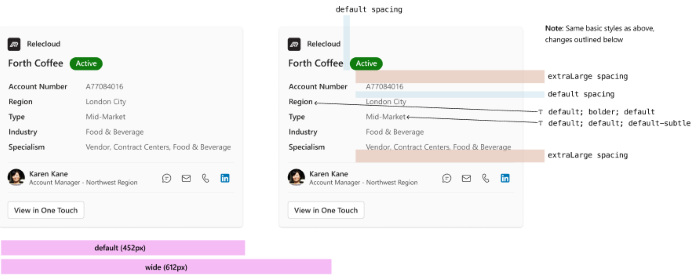 default spacing
Note: Same basic styles as above,
changes outlined below
Relecloud
Forth Coffee Active
Account Number A77084016
Region London City
Type Mid-Market
Industry Food & Beverage
Specialism Vendor, Contract Centers, Food & Beverage
Karen Kane
Account Manager - Northwest Region
in
View in One Touch
Relecloud
Forth Coffee Active
Account Number A77084016
Region London City
Type Mid-Market
Industry Food & Beverage
Specialism Vendor, Contract Centers, Food & Beverage
Karen Kane
Account Manager - Northwest Region
in
View in One Touch
extraLarge spacing
default spacing
T default; bolder; default
T default; default; default-subtle
extraLarge spacing
default (452px)
wide (612px)